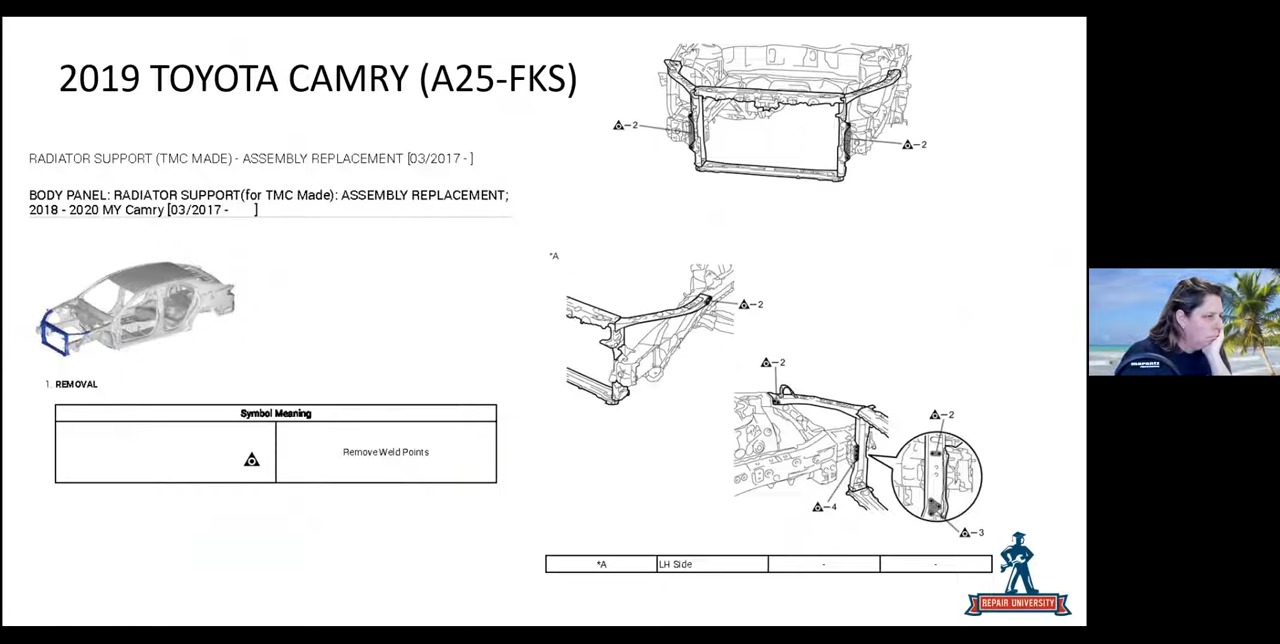 2019 TOYOTA CAMRY (A25-FKS)
RADIATOR SUPPORT (TMC MADE) - ASSEMBLY REPLACEMENT [03/2017 - ]
BODY PANEL: RADIATOR SUPPORT(for TMC Made): ASSEMBLY REPLACEMENT;
2018 - 2020 MY Camry [03/2017 - ]
1. REMOVAL
Symbol Meaning
Remove Weld Points
-2
-2
*A
-2
-2
-2
-4
-3
*A LH Side - -
REPAIR UNIVERSITY
marantz